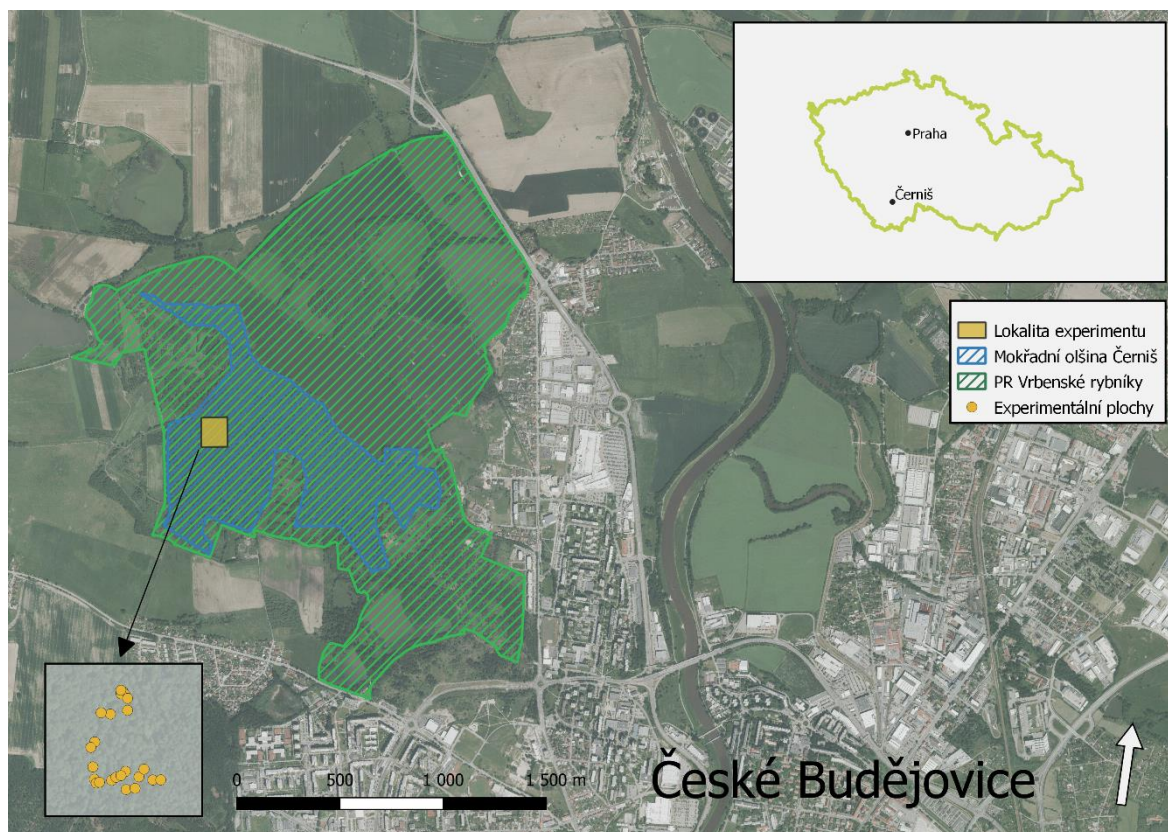 Praha
Černiš
Lokalita experimentu
Mokřadní olšina Černiš
PR Vrbenské rybníky
Experimentální plochy
0 500 1 000 1 500 m
České Budějovice